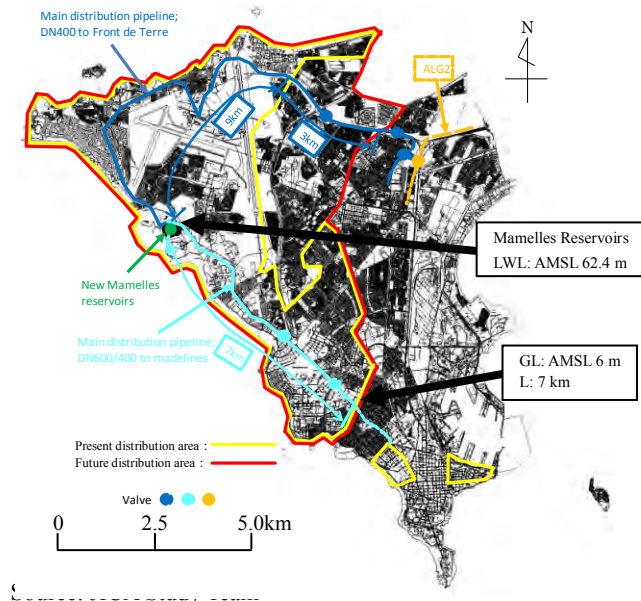 Main distribution pipeline;
DN400 to Front de Terre
N
ALG2
9km
3km
Mamelles Reservoirs
LWL: AMSL 62.4 m
New Mamelles
reservoirs
Main distribution pipeline;
DN600/400 to madelines
7km
GL: AMSL 6 m
L: 7 km
Present distribution area :
Future distribution area :
Valve
0 2.5 5.0km